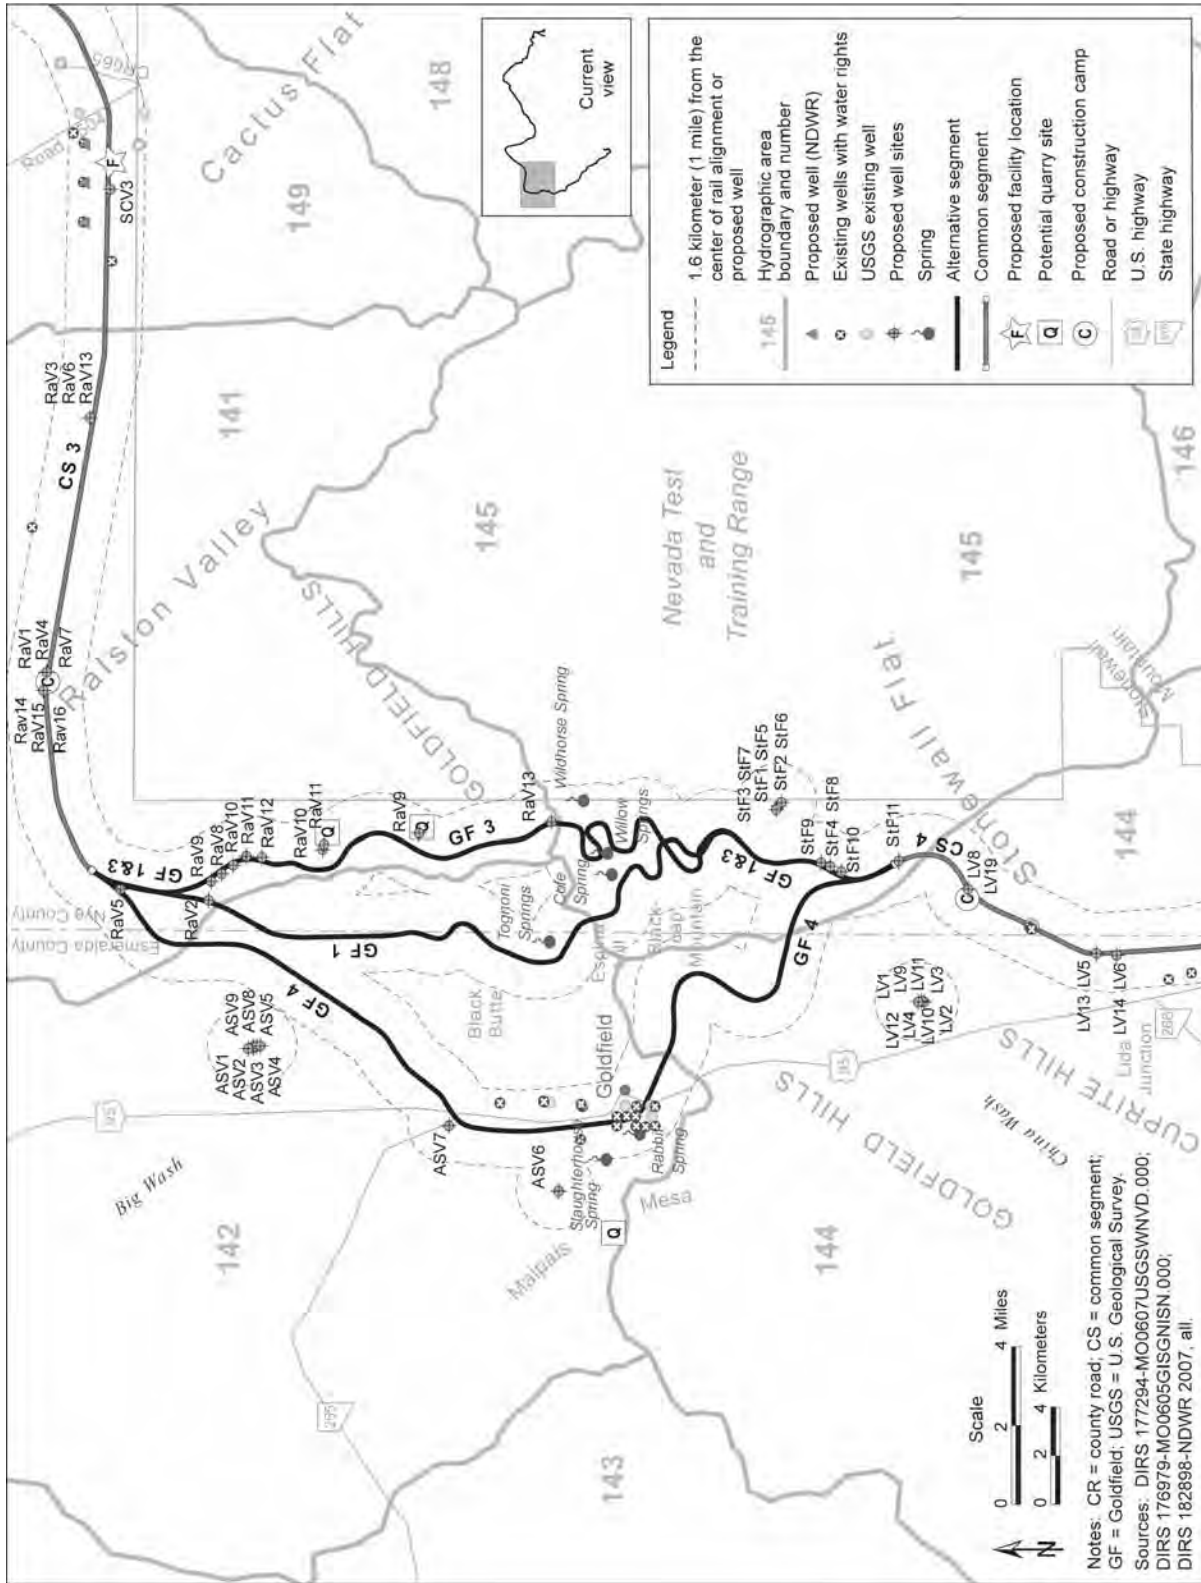 Big Wash
142
143
144
295
95
Malpais
Mesa
Q
ASV6
ASV7
Slaughterhouse
Spring
Rabbit
Spring
Goldfield
GOLDFIELD HILLS
China Wash
CUPRITE HILLS
Lida
Junction
266
95
ASV1
ASV2
ASV3
ASV4
ASV9
ASV8
ASV5
GF 4
Black
Butte
Esmeralda County
Nye County
GF 1
RaV5
RaV2
GF 1&3
RaV9
RaV8
RaV10
RaV11
RaV12
RaV10
RaV11
Q
RaV9
Q
GF 3
RaV13
Tognoni
Springs
Cole
Spring
Willow
Springs
Wildhorse Spring
Black
Cap
Mountain
GF 4
GF 1&3
StF3 StF7
StF1 StF5
StF2 StF6
StF9
StF4 StF8
StF10
StF11
CS 4
C
LV8
LV19
LV12 LV1
LV4 LV9
LV10 LV11
LV2 LV3
LV13 LV5
LV14 LV6
Stonewall Flat
Stonewall
Mountain
144
145
146
Nevada Test
and
Training Range
145
GOLDFIELD HILLS
Ralston Valley
141
RaV14
RaV15
RaV16
C
RaV1
RaV4
RaV7
CS 3
RaV3
RaV6
RaV13
SCV3
F
149
Cactus Flat
148
Current
view
Legend
1.6 kilometer (1 mile) from the
center of rail alignment or
proposed well
145
Hydrographic area
boundary and number
Proposed well (NDWR)
Existing wells with water rights
USGS existing well
Proposed well sites
Spring
Alternative segment
Common segment
F
Proposed facility location
Q
Potential quarry site
C
Proposed construction camp
Road or highway
U.S. highway
State highway
N
Scale
0 2 4 Miles
0 2 4 Kilometers
Notes: CR = county road; CS = common segment;
GF = Goldfield; USGS = U.S. Geological Survey.
Sources: DIRS 177294-MO0607USGSWNVD.000;
DIRS 176979-MO0605GISGNISN.000;
DIRS 182898-NDWR 2007, all.